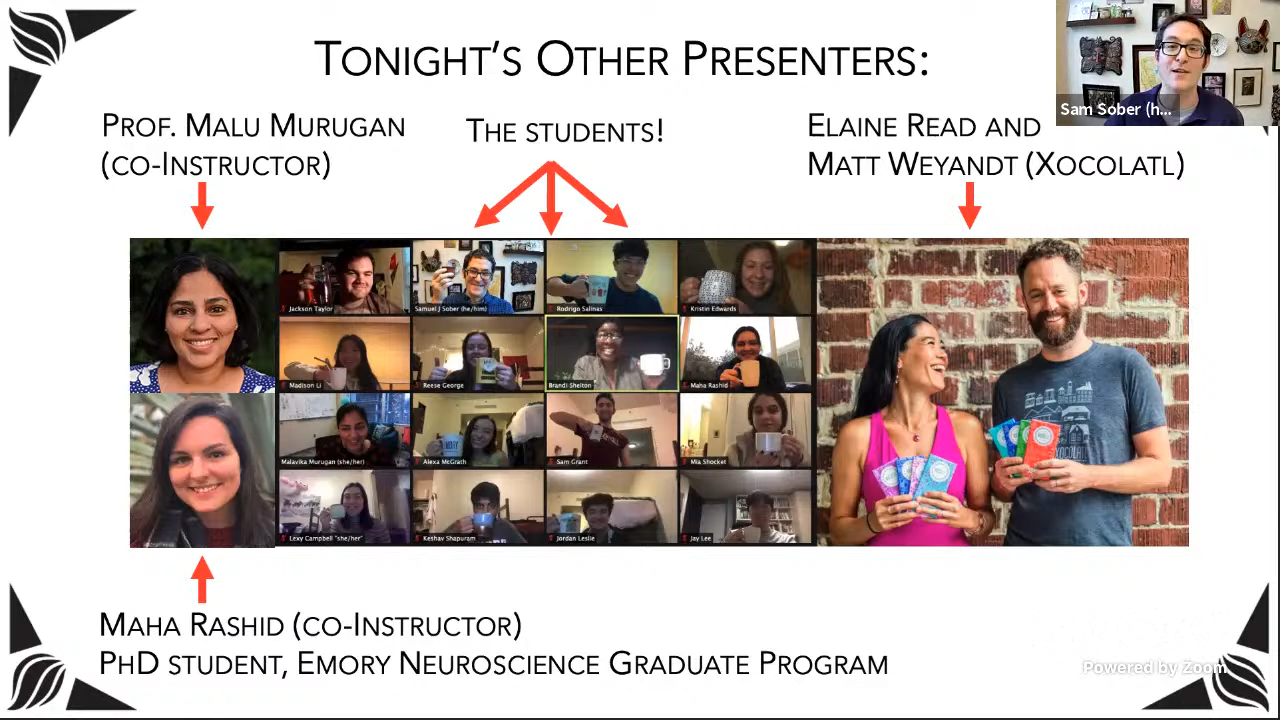 TONIGHT'S OTHER PRESENTERS:
Sam Sober (h...
PROF. MALU MURUGAN
(CO-INSTRUCTOR)
THE STUDENTS!
ELAINE READ AND
MATT WEYANDT (XOCOLATL)
Jackson Taylor
Samuel J Sober (he/him)
Rodrigo Salinas
Kristin Edwards
Madison Li
Reese George
Brandi Shelton
Maha Rashid
Malavika Murugan (she/her)
Alexa McGrath
Sam Grant
Mia Shocket
Lexy Campbell "she/her"
Keshav Shapuram
Jordan Leslie
Jay Lee
MAHA RASHID (CO-INSTRUCTOR)
PHD STUDENT, EMORY NEUROSCIENCE GRADUATE PROGRAM
Powered by Zoom